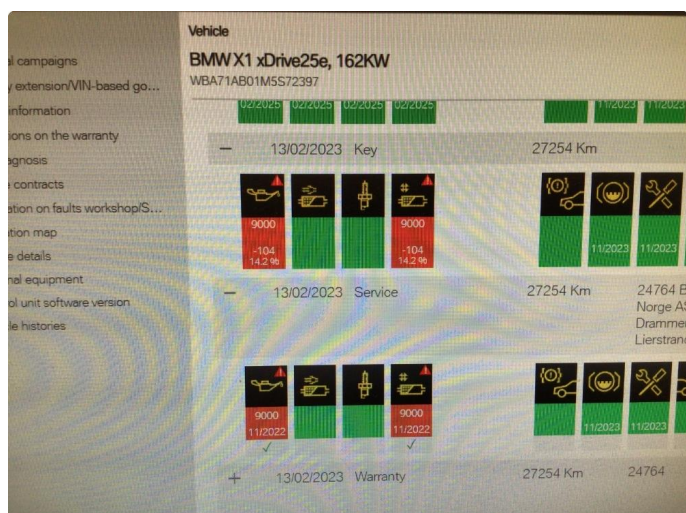 Vehicle
BMW X1 xDrive25e, 162KW
WBA71AB01M5S72397
al campaigns
y extension/VIN-based go...
information
ions on the warranty
agnosis
e contracts
ation on faults workshop/S...
tion map
e details
nal equipment
ol unit software version
le histories
02/2025 02/2025 02/2025 02/2025 11/2023 11/2023
− 13/02/2023 Key 27254 Km
9000 9000
-104 -104 11/2023 11/2023
14.2 % 14.2 %
− 13/02/2023 Service 27254 Km 24764 B
Norge AS
Dramme
Lierstran
9000 9000
11/2022 11/2022 11/2023 11/2023
+ 13/02/2023 Warranty 27254 Km 24764